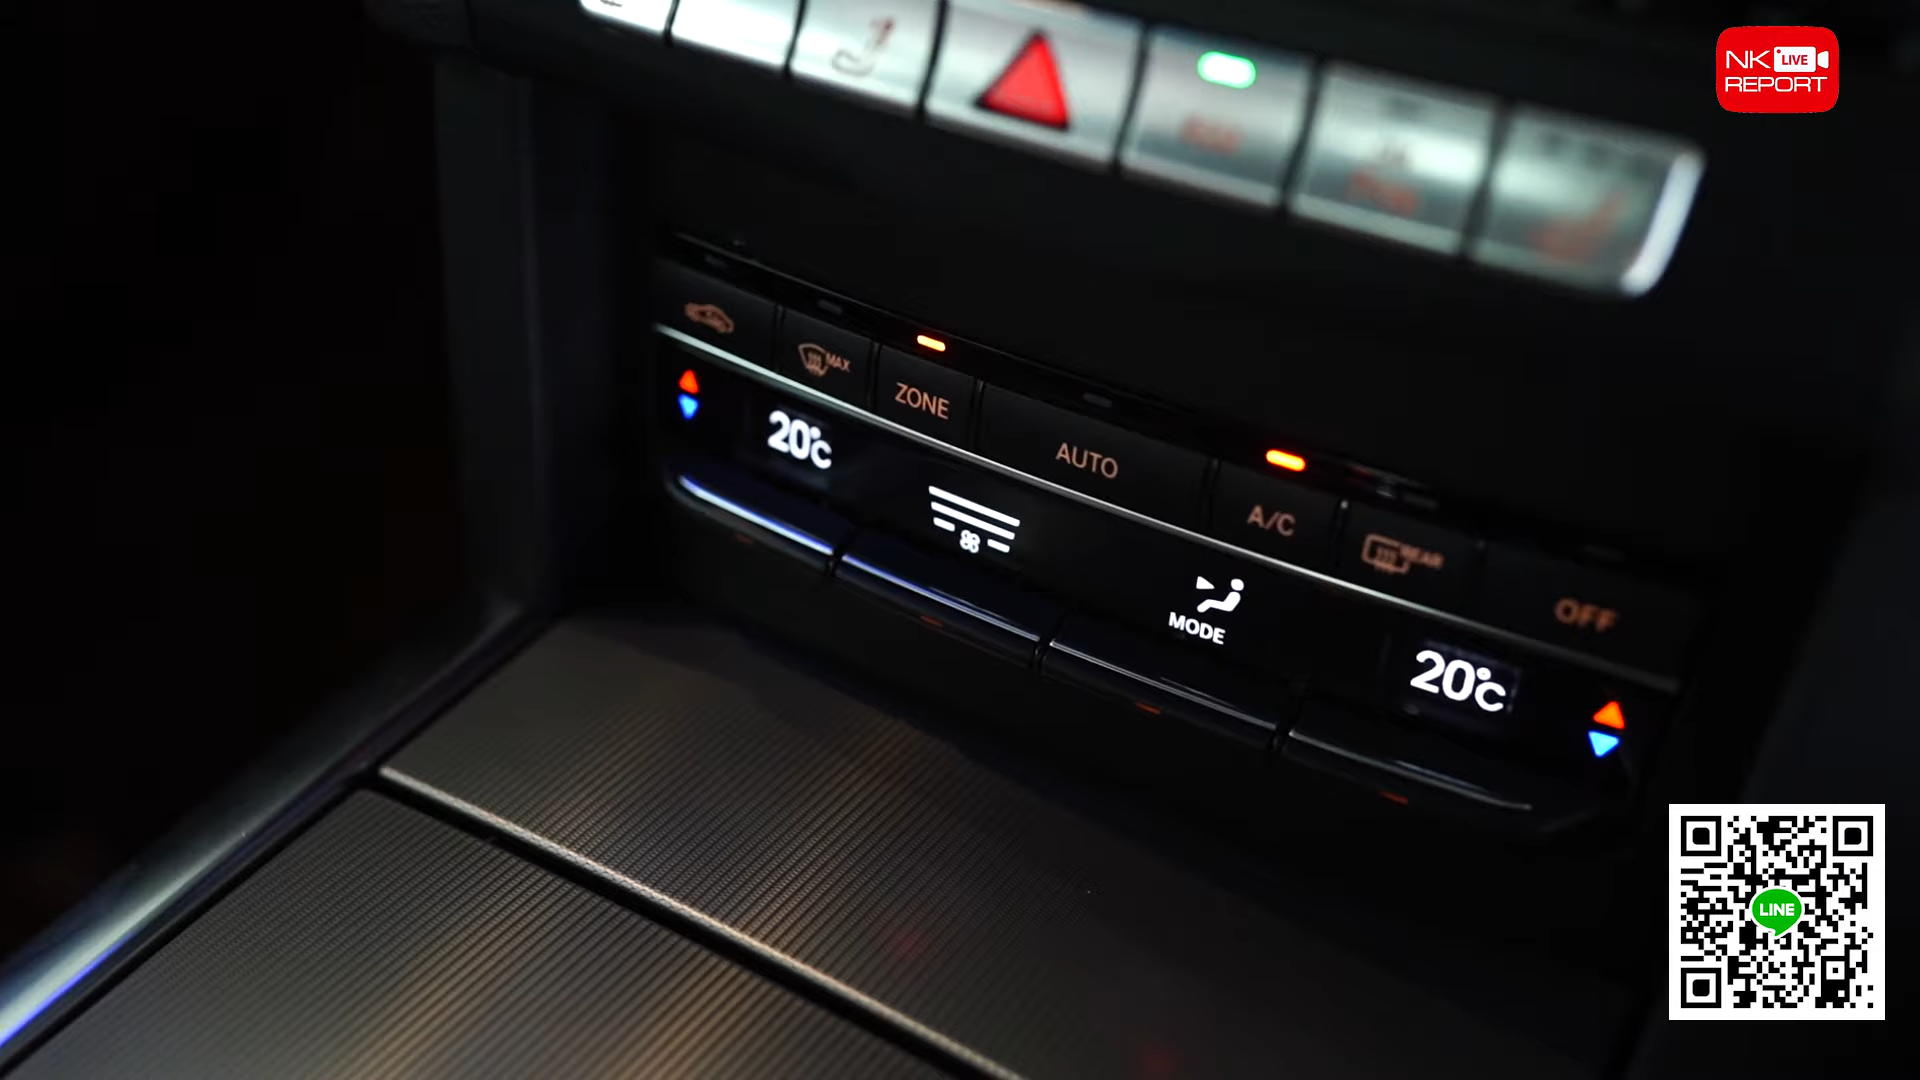 NK LIVE
REPORT
MAX
ZONE
20°C
AUTO
A/C
REAR
OFF
MODE
20°C
LINE